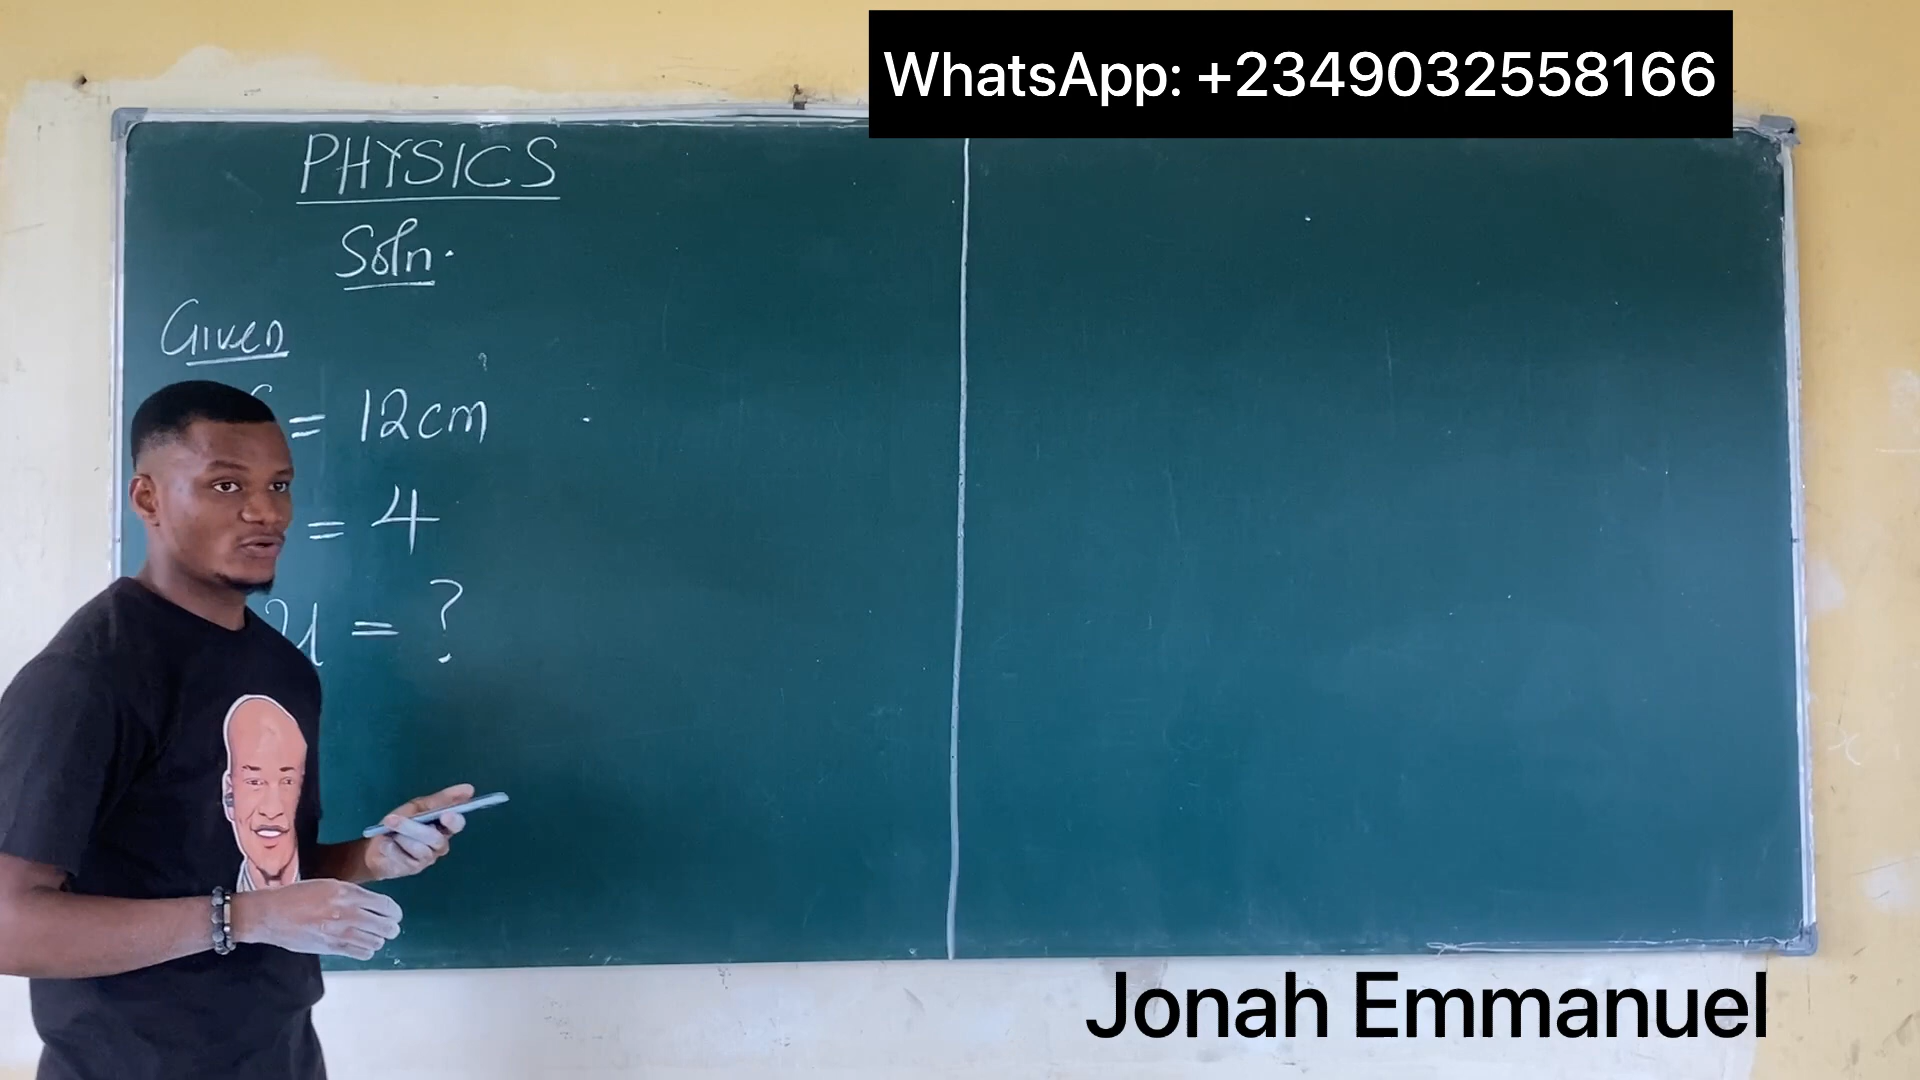 WhatsApp: +2349032558166
PHYSICS
Soln.
Given
= 12cm
= 4
u = ?
Jonah Emmanuel